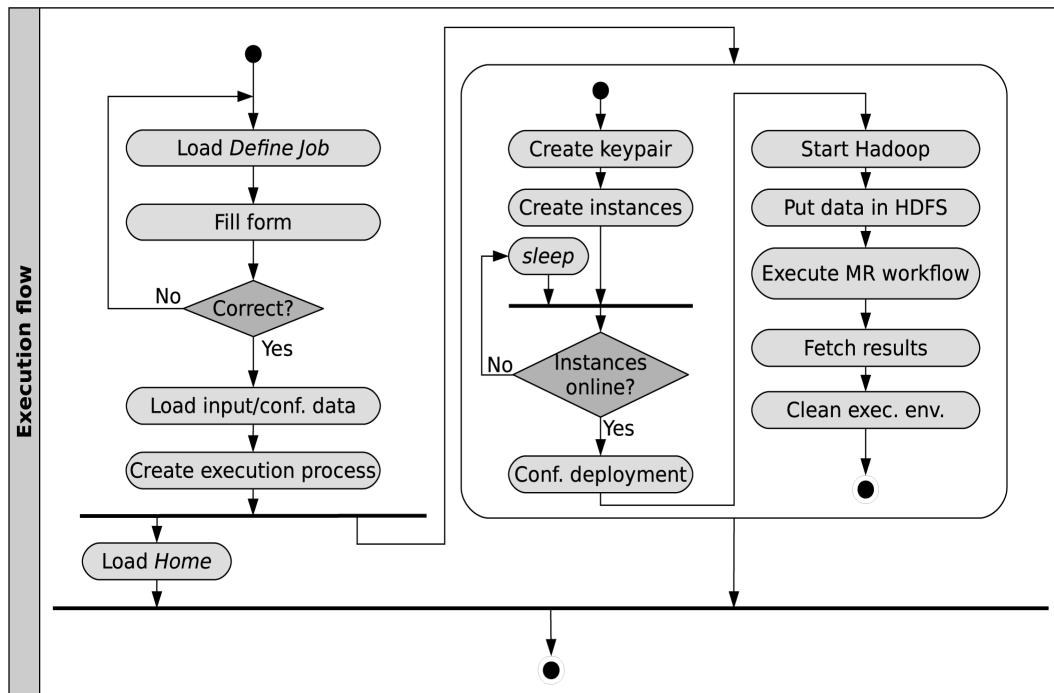 Execution flow
Load Define Job
Fill form
Correct?
No
Yes
Load input/conf. data
Create execution process
Load Home
Create keypair
Create instances
sleep
Instances
online?
No
Yes
Conf. deployment
Start Hadoop
Put data in HDFS
Execute MR workflow
Fetch results
Clean exec. env.